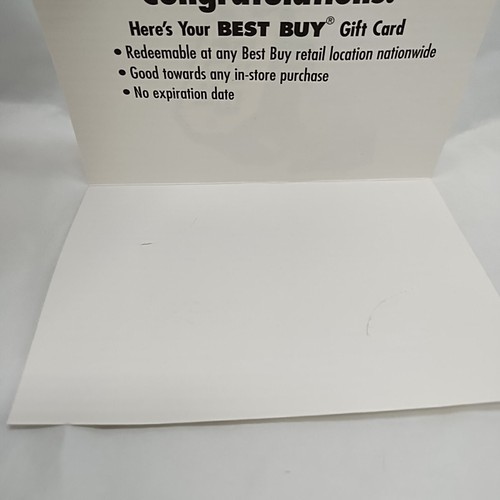 Congratulations!
Here's Your BEST BUY® Gift Card
• Redeemable at any Best Buy retail location nationwide
• Good towards any in-store purchase
• No expiration date